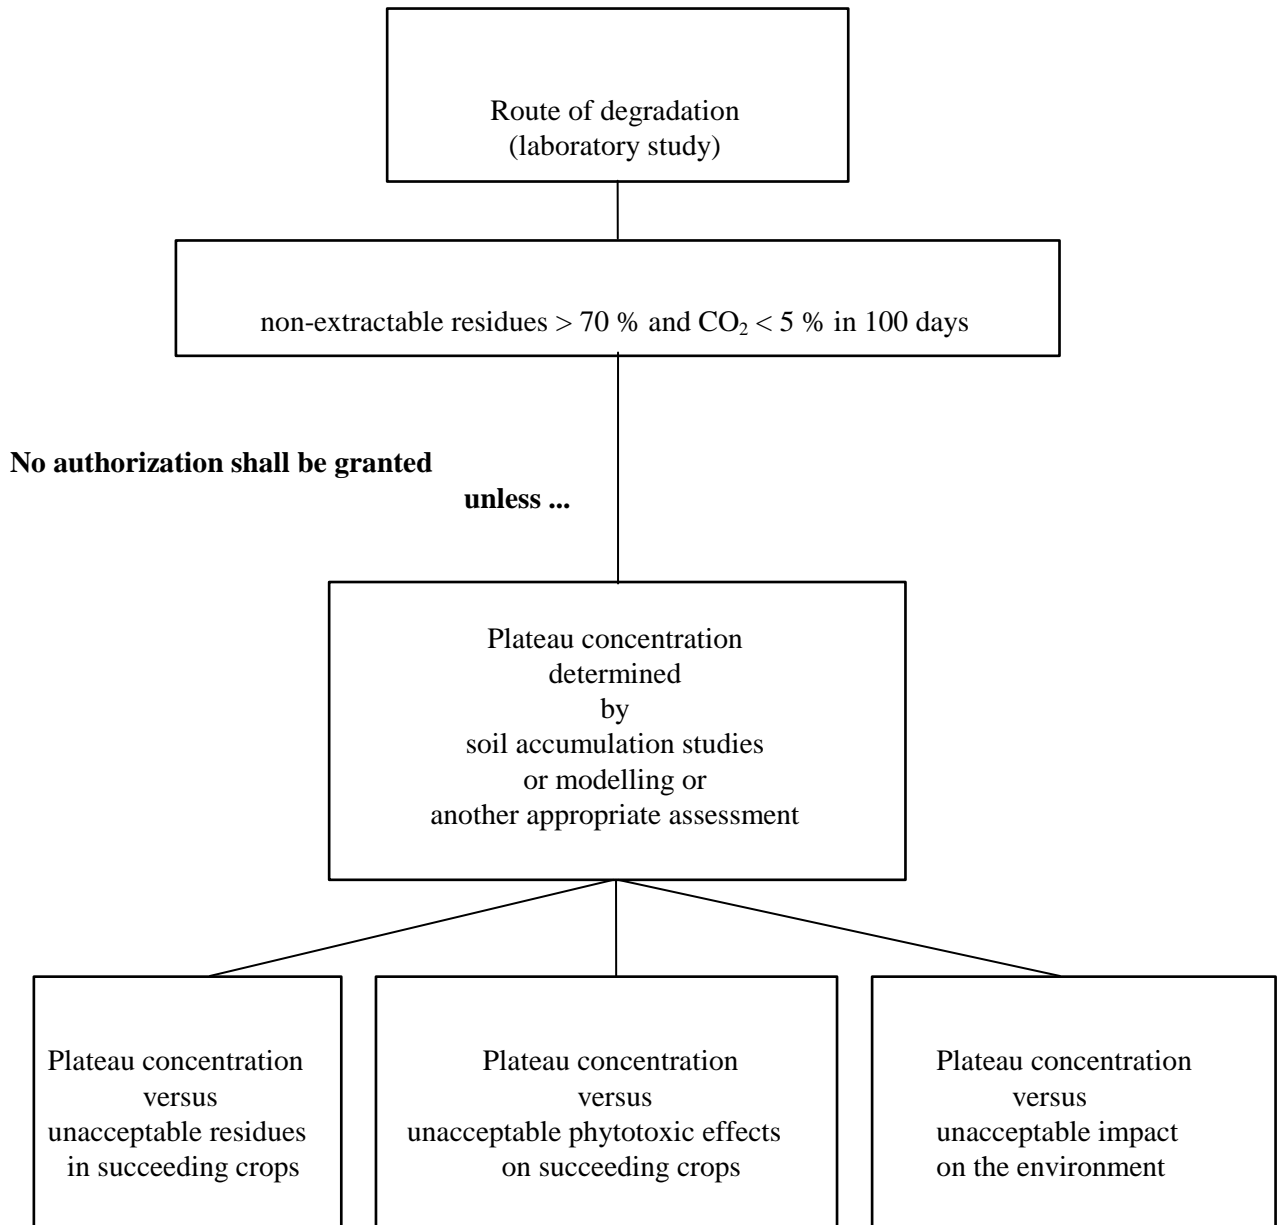 Route of degradation
(laboratory study)
non-extractable residues > 70 % and CO₂ < 5 % in 100 days
No authorization shall be granted
unless ...
Plateau concentration
determined
by
soil accumulation studies
or modelling or
another appropriate assessment
Plateau concentration
versus
unacceptable residues
in succeeding crops
Plateau concentration
versus
unacceptable phytotoxic effects
on succeeding crops
Plateau concentration
versus
unacceptable impact
on the environment